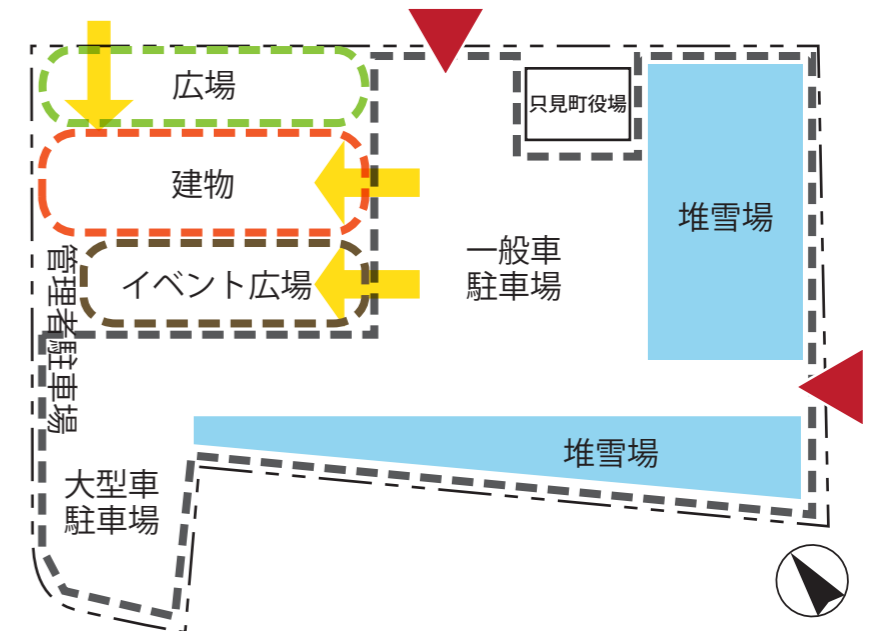 広場
只見町役場
建物
堆雪場
一般車
駐車場
イベント広場
管理者駐車場
堆雪場
大型車
駐車場